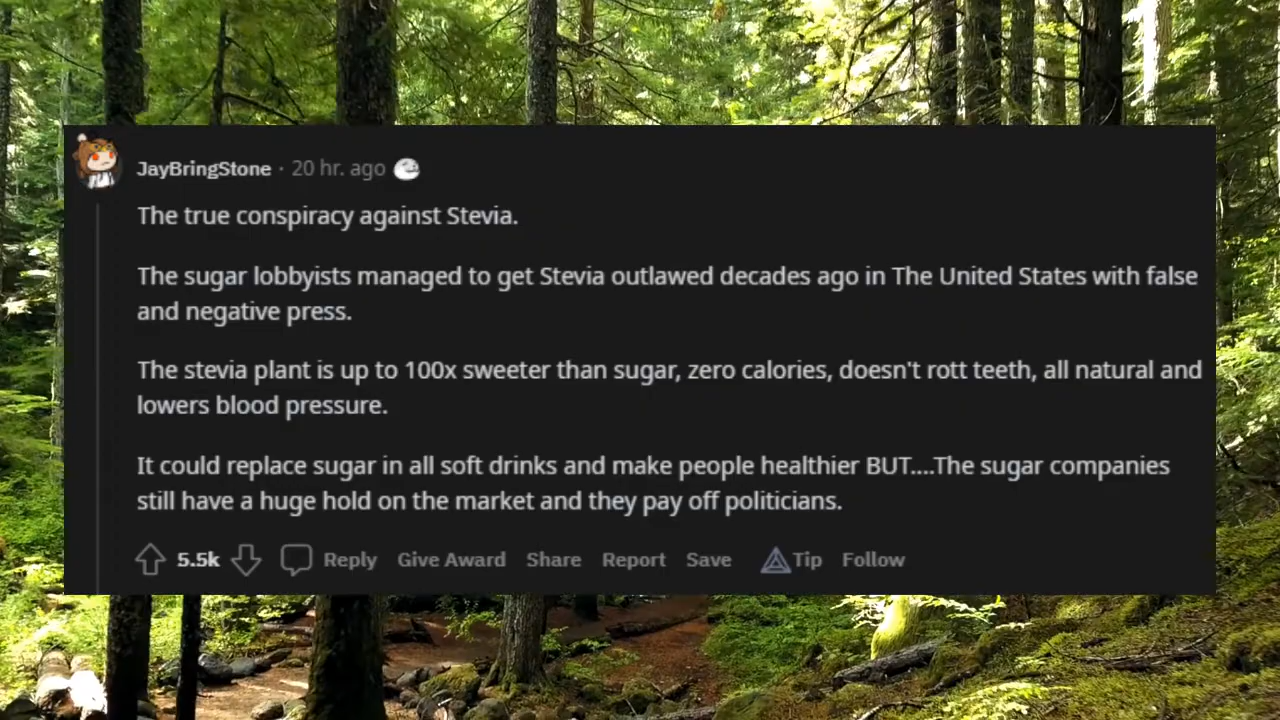 JayBringStone · 20 hr. ago
The true conspiracy against Stevia.
The sugar lobbyists managed to get Stevia outlawed decades ago in The United States with false
and negative press.
The stevia plant is up to 100x sweeter than sugar, zero calories, doesn't rott teeth, all natural and
lowers blood pressure.
It could replace sugar in all soft drinks and make people healthier BUT....The sugar companies
still have a huge hold on the market and they pay off politicians.
5.5k Reply Give Award Share Report Save Tip Follow